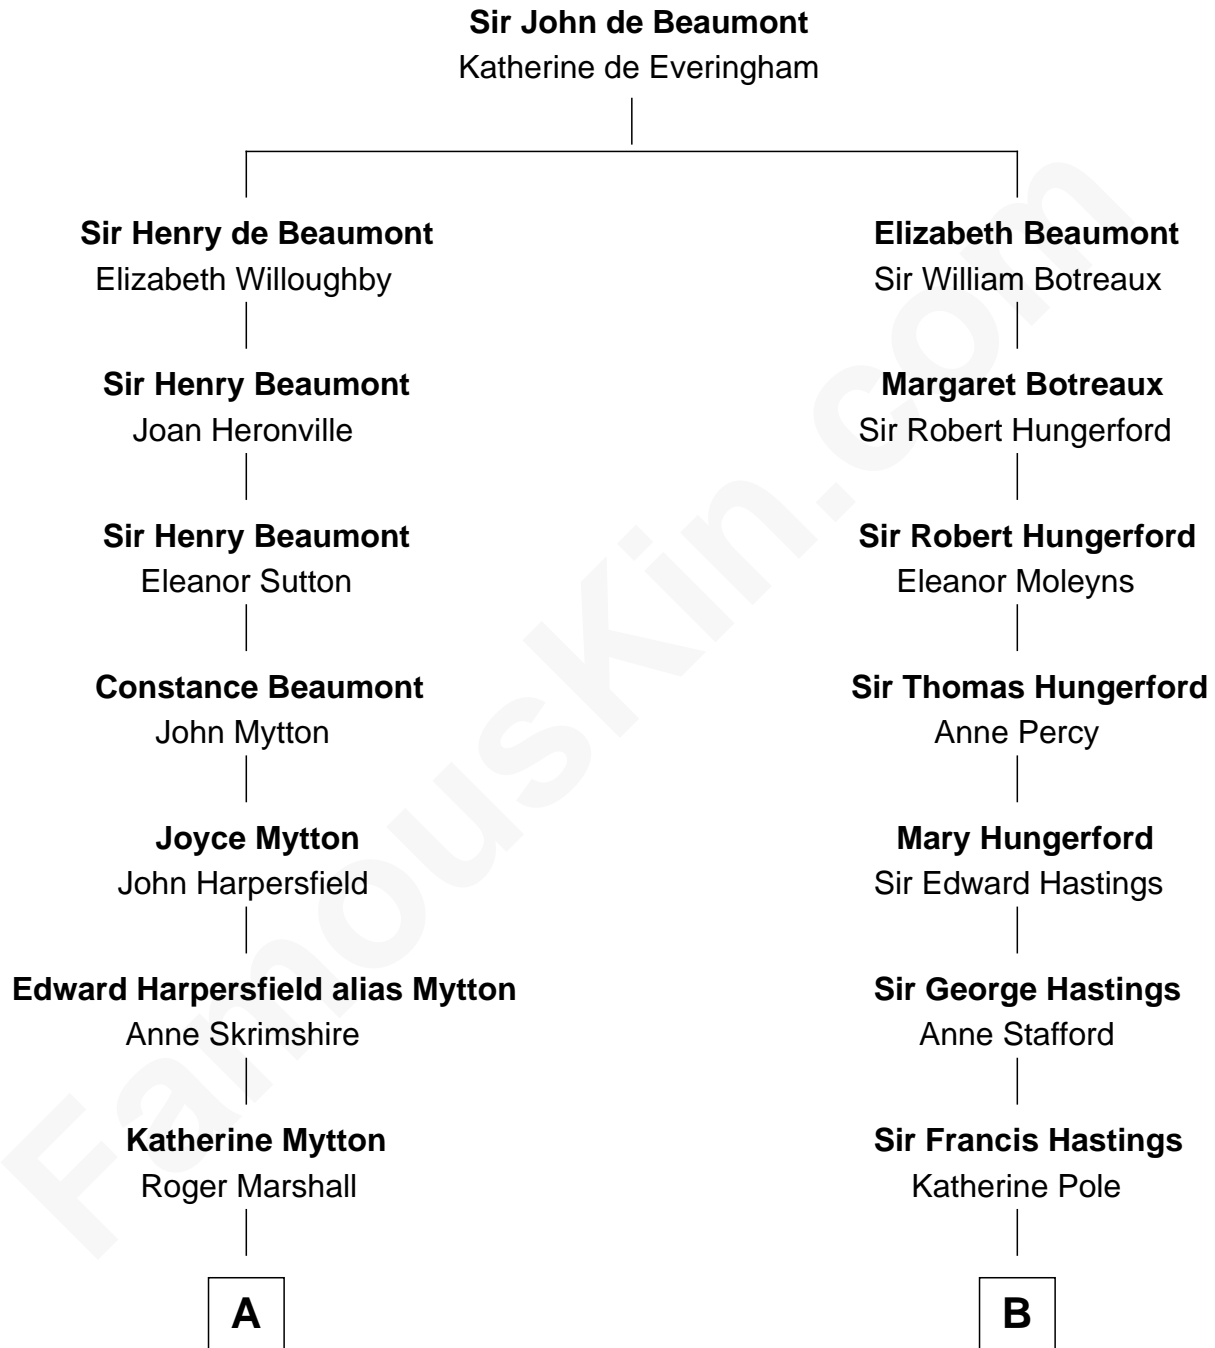 Sir John de Beaumont
Katherine de Everingham
Sir Henry de Beaumont
Elizabeth Willoughby
Elizabeth Beaumont
Sir William Botreaux
Sir Henry Beaumont
Joan Heronville
Margaret Botreaux
Sir Robert Hungerford
Sir Henry Beaumont
Eleanor Sutton
Sir Robert Hungerford
Eleanor Moleyns
Constance Beaumont
John Mytton
Sir Thomas Hungerford
Anne Percy
Joyce Mytton
John Harpersfield
Mary Hungerford
Sir Edward Hastings
Edward Harpersfield alias Mytton
Anne Skrimshire
Sir George Hastings
Anne Stafford
Katherine Mytton
Roger Marshall
Sir Francis Hastings
Katherine Pole
A
B
FamousKin.com